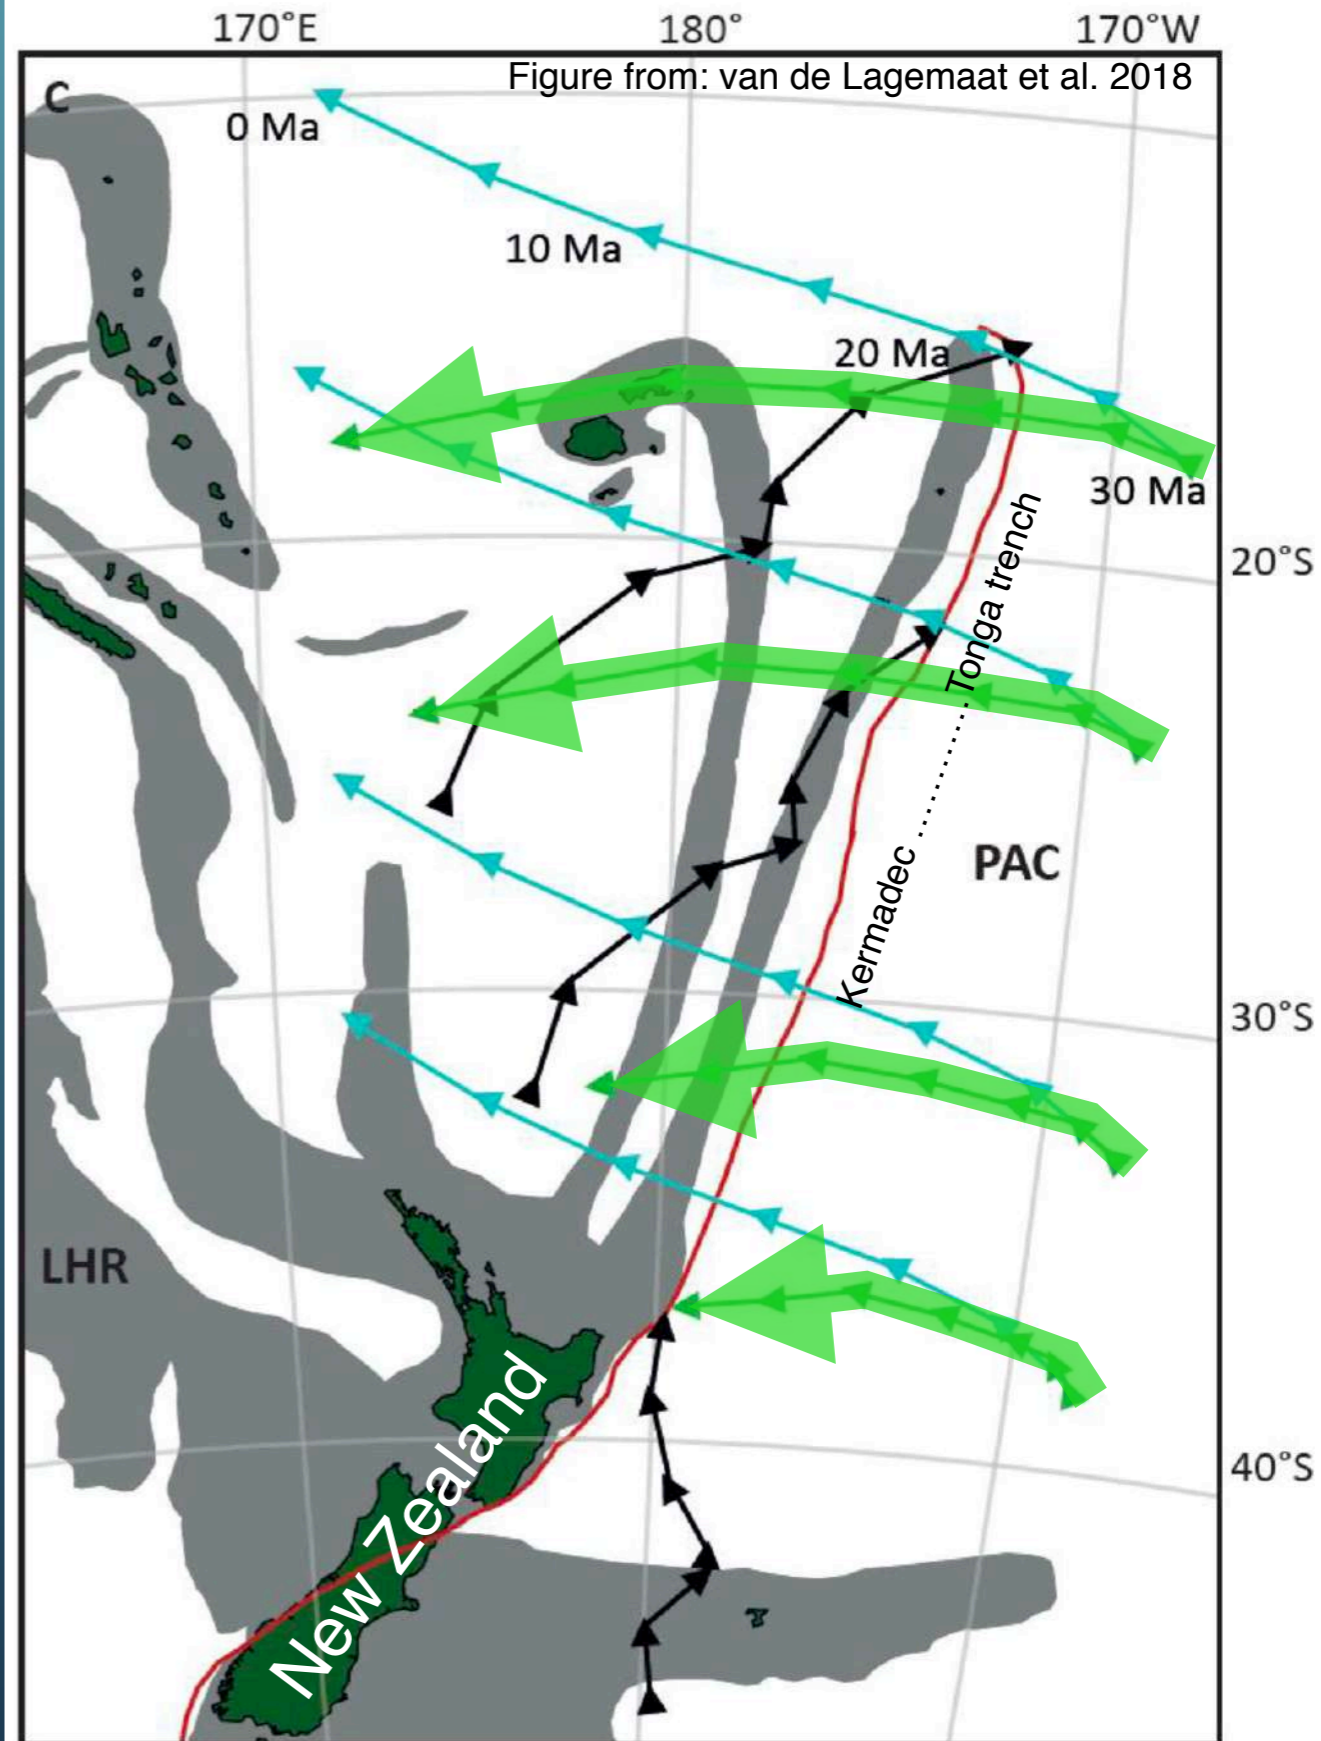 170°E
180°
170°W
Figure from: van de Lagemaat et al. 2018
C
0 Ma
10 Ma
20 Ma
30 Ma
20°S
Kermadec ........... Tonga trench
PAC
30°S
LHR
New Zealand
40°S